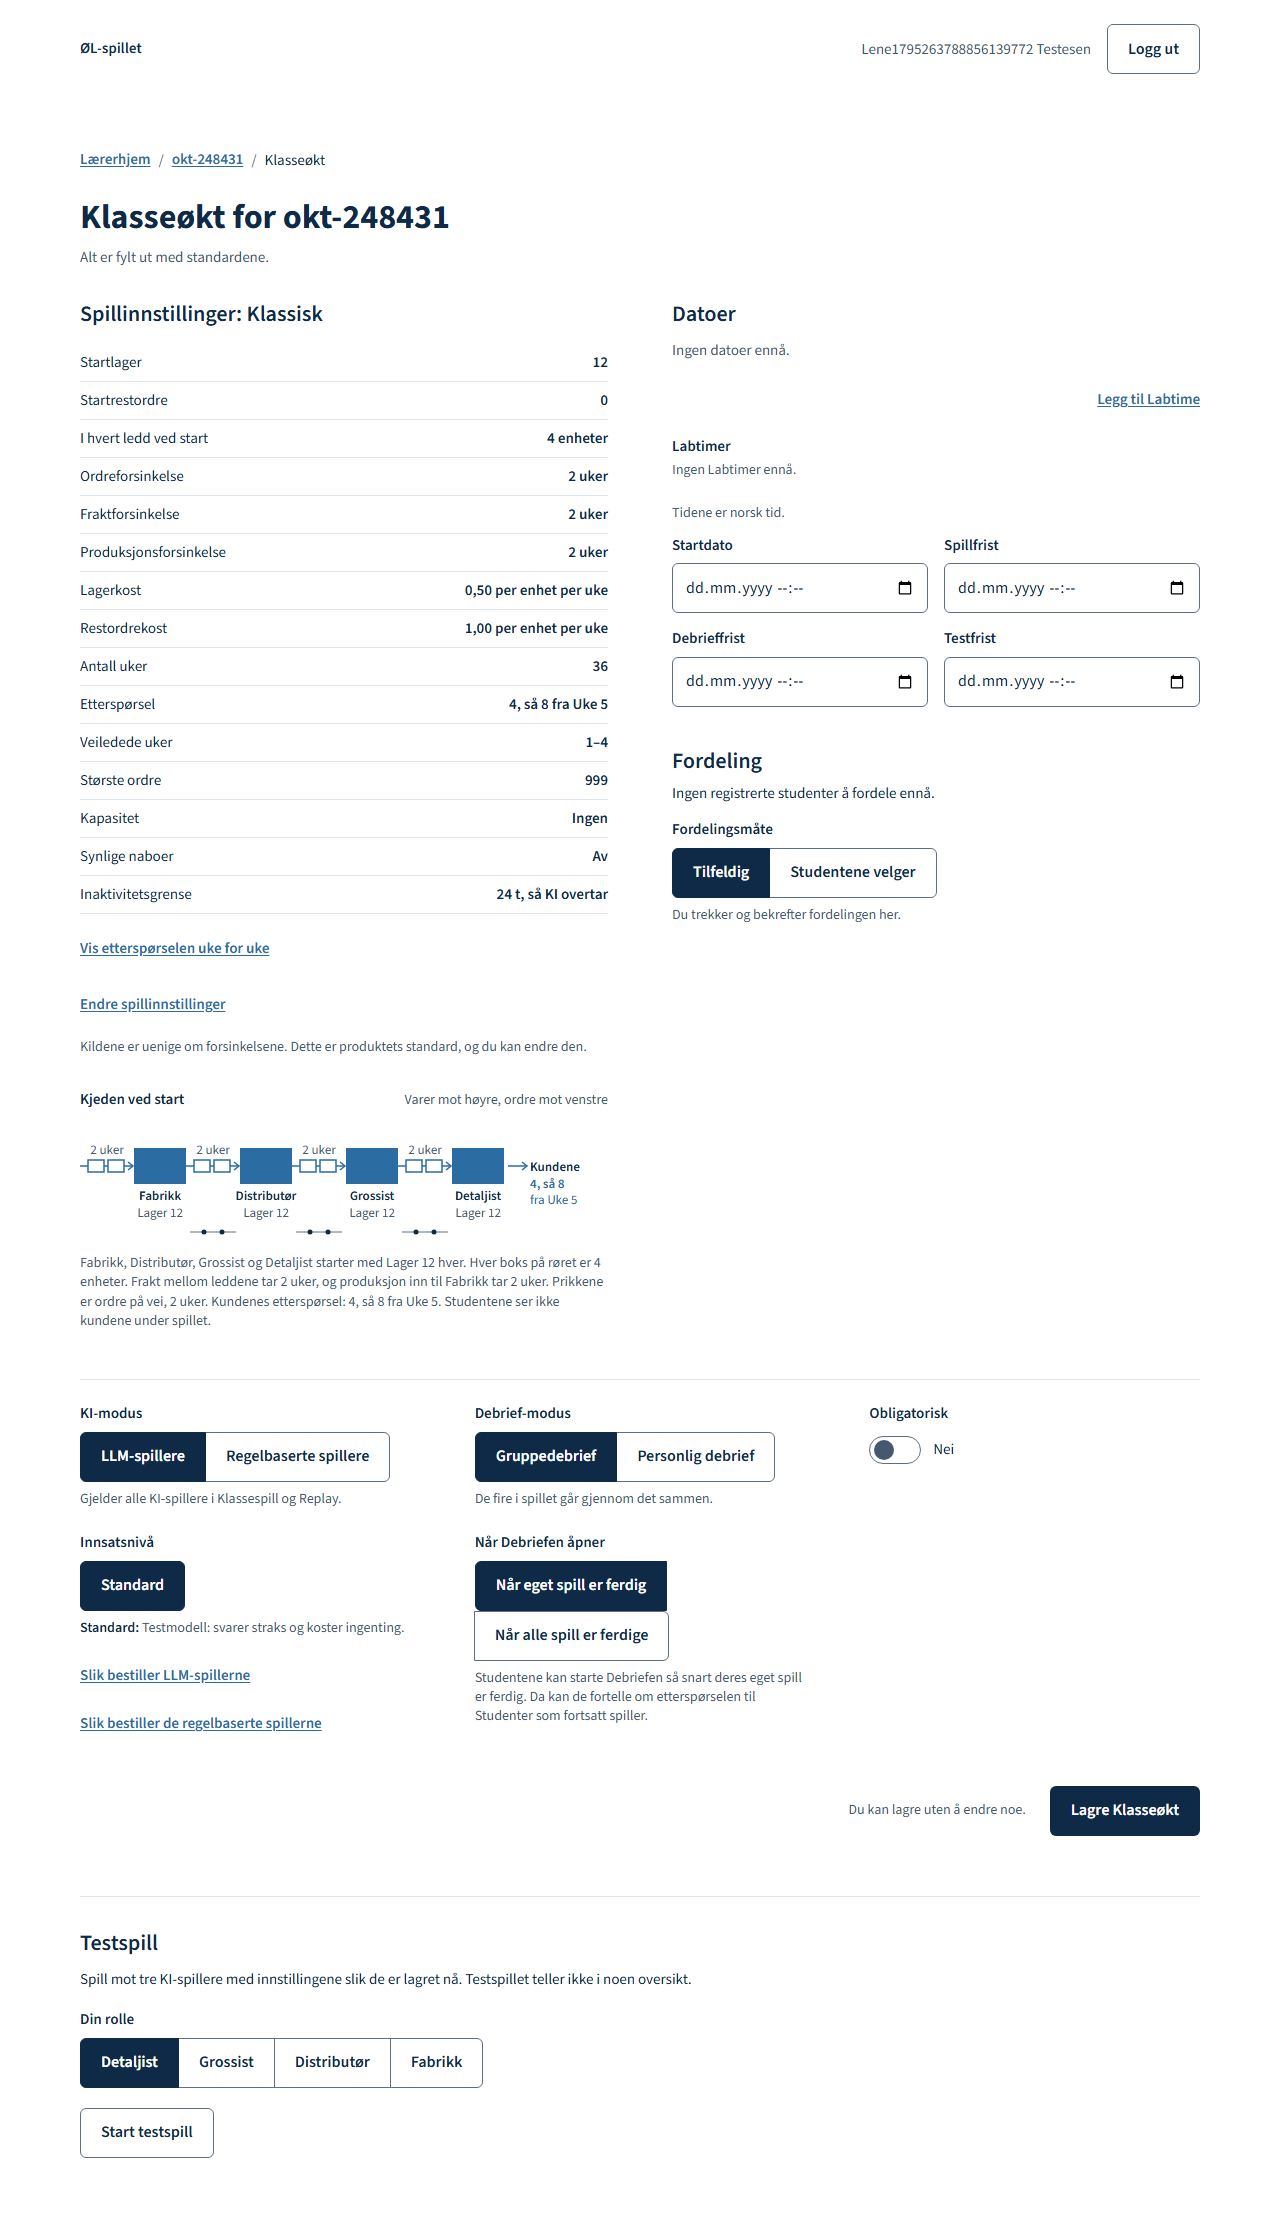 ØL-spillet
Lene1795263788856139772 Testesen
Logg ut
Lærerhjem / okt-248431 / Klasseøkt
Klasseøkt for okt-248431
Alt er fylt ut med standardene.
Spillinnstillinger: Klassisk
Startlager 12
Startrestordre 0
I hvert ledd ved start 4 enheter
Ordreforsinkelse 2 uker
Fraktforsinkelse 2 uker
Produksjonsforsinkelse 2 uker
Lagerkost 0,50 per enhet per uke
Restordrekost 1,00 per enhet per uke
Antall uker 36
Etterspørsel 4, så 8 fra Uke 5
Veiledede uker 1–4
Største ordre 999
Kapasitet Ingen
Synlige naboer Av
Inaktivitetsgrense 24 t, så KI overtar
Vis etterspørselen uke for uke
Endre spillinnstillinger
Kildene er uenige om forsinkelsene. Dette er produktets standard, og du kan endre den.
Kjeden ved start Varer mot høyre, ordre mot venstre
2 uker 2 uker 2 uker 2 uker
Fabrikk Distributør Grossist Detaljist
Lager 12 Lager 12 Lager 12 Lager 12
Kundene
4, så 8
fra Uke 5
Fabrikk, Distributør, Grossist og Detaljist starter med Lager 12 hver. Hver boks på røret er 4
enheter. Frakt mellom leddene tar 2 uker, og produksjon inn til Fabrikk tar 2 uker. Prikkene
er ordre på vei, 2 uker. Kundenes etterspørsel: 4, så 8 fra Uke 5. Studentene ser ikke
kundene under spillet.
Datoer
Ingen datoer ennå.
Legg til Labtime
Labtimer
Ingen Labtimer ennå.
Tidene er norsk tid.
Startdato Spillfrist
dd.mm.yyyy --:-- dd.mm.yyyy --:--
Debrieffrist Testfrist
dd.mm.yyyy --:-- dd.mm.yyyy --:--
Fordeling
Ingen registrerte studenter å fordele ennå.
Fordelingsmåte
Tilfeldig Studentene velger
Du trekker og bekrefter fordelingen her.
KI-modus
LLM-spillere Regelbaserte spillere
Gjelder alle KI-spillere i Klassespill og Replay.
Innsatsnivå
Standard
Standard: Testmodell: svarer straks og koster ingenting.
Slik bestiller LLM-spillerne
Slik bestiller de regelbaserte spillerne
Debrief-modus
Gruppedebrief Personlig debrief
De fire i spillet går gjennom det sammen.
Når Debriefen åpner
Når eget spill er ferdig
Når alle spill er ferdige
Studentene kan starte Debriefen så snart deres eget spill
er ferdig. Da kan de fortelle om etterspørselen til
Studenter som fortsatt spiller.
Obligatorisk
Nei
Du kan lagre uten å endre noe.
Lagre Klasseøkt
Testspill
Spill mot tre KI-spillere med innstillingene slik de er lagret nå. Testspillet teller ikke i noen oversikt.
Din rolle
Detaljist Grossist Distributør Fabrikk
Start testspill